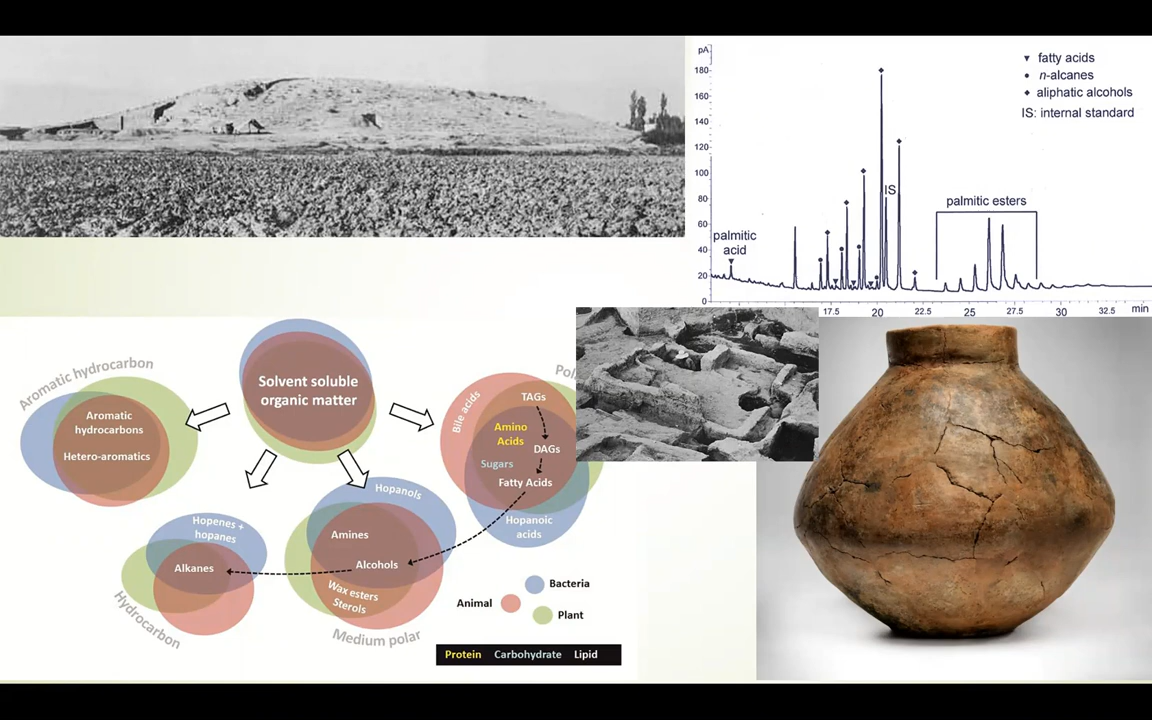 pA
180
160
140
120
100
80
60
40
20
0
fatty acids
n-alcanes
aliphatic alcohols
IS: internal standard
IS
palmitic esters
palmitic
acid
17.5
20
22.5
25
27.5
30
32.5
min
Aromatic hydrocarbon
Aromatic
hydrocarbons
Hetero-aromatics
Solvent soluble
organic matter
Bile acids
TAGs
Amino
Acids
DAGs
Sugars
Fatty Acids
Hopanoic
acids
Hopanols
Amines
Alcohols
Wax esters
Sterols
Medium polar
Hopenes +
hopanes
Alkanes
Hydrocarbon
Bacteria
Animal
Plant
Protein Carbohydrate Lipid